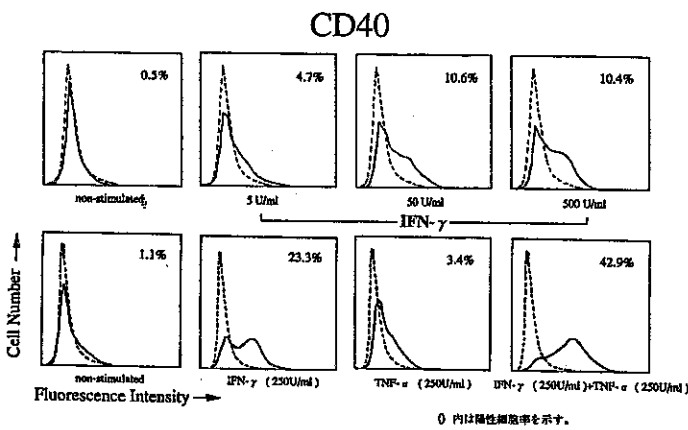 CD40
0.5% 4.7% 10.6% 10.4%
non-stimulated 5 U/ml 50 U/ml 500 U/ml
IFN-γ
1.1% 23.3% 3.4% 42.9%
Cell Number →
non-stimulated IFN-γ (250U/ml) TNF-α (250U/ml) IFN-γ (250U/ml)+TNF-α (250U/ml)
Fluorescence Intensity →
() 内は陽性細胞率を示す。